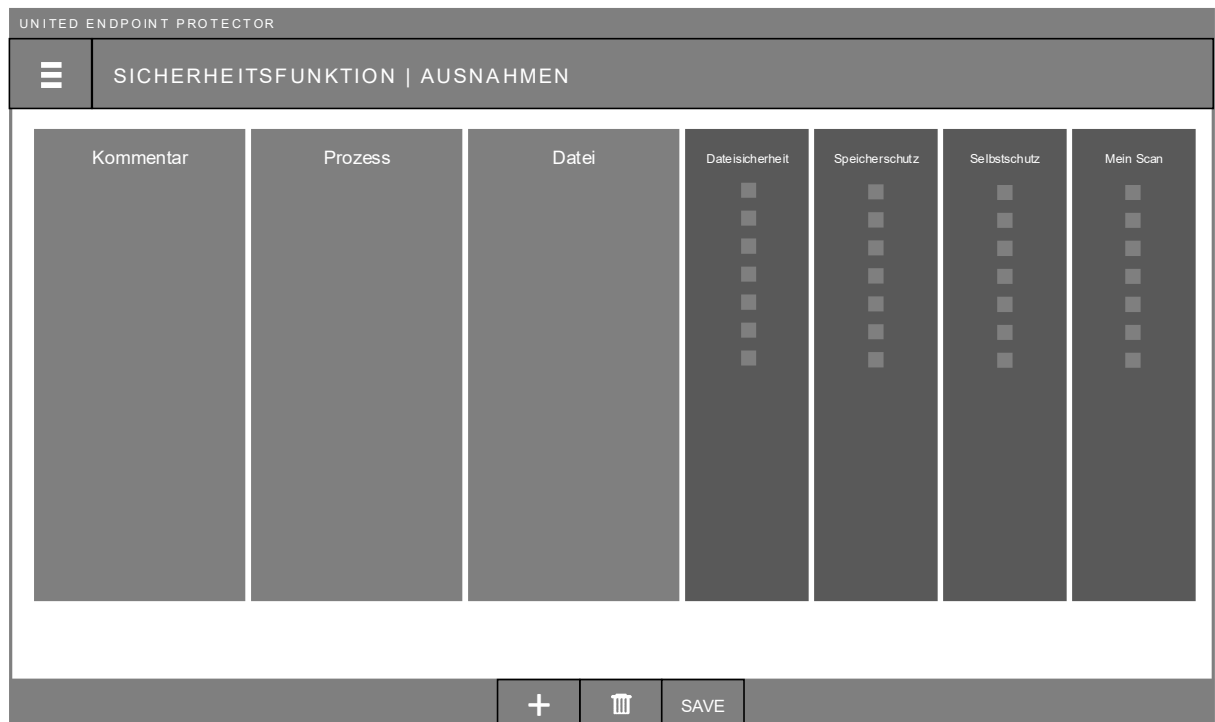 UNITED ENDPOINT PROTECTOR
SICHERHEITSFUNKTION | AUSNAHMEN
Kommentar Prozess Datei Dateisicherheit Speicherschutz Selbstschutz Mein Scan
SAVE